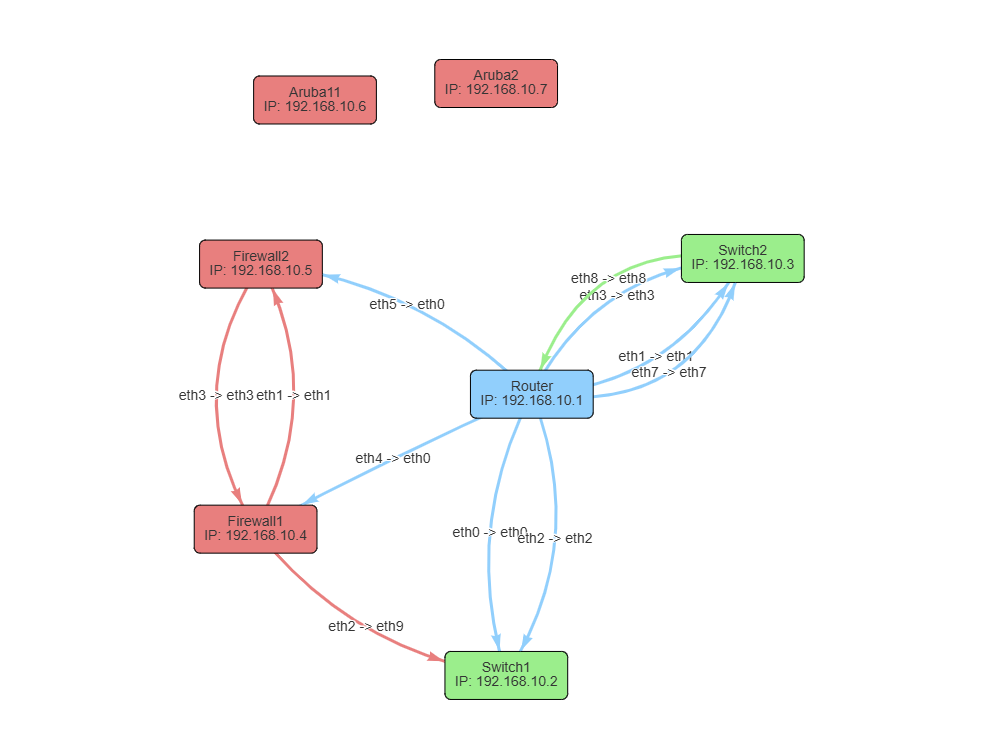 Aruba11
IP: 192.168.10.6
Aruba2
IP: 192.168.10.7
Firewall2
IP: 192.168.10.5
Switch2
IP: 192.168.10.3
eth8 -> eth8
eth3 -> eth3
eth5 -> eth0
eth1 -> eth1
eth7 -> eth7
Router
IP: 192.168.10.1
eth3 -> eth3
eth1 -> eth1
eth4 -> eth0
Firewall1
IP: 192.168.10.4
eth0 -> eth0
eth2 -> eth2
eth2 -> eth9
Switch1
IP: 192.168.10.2